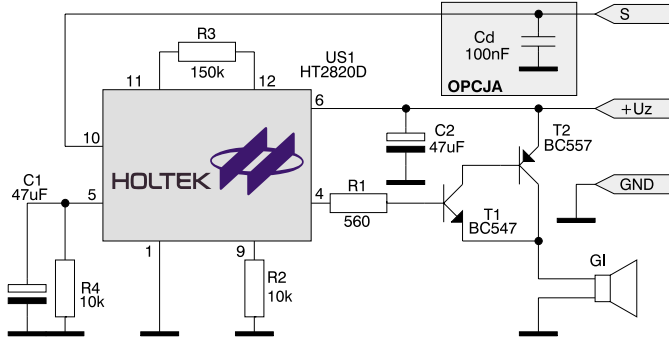 S
Cd
100nF
OPCJA
R3
150k
US1
HT2820D
11
12
6
+Uz
10
HOLTEK
C2
47uF
T2
BC557
C1
47uF
5
4
R1
560
T1
BC547
GND
1
9
R4
10k
R2
10k
Gl